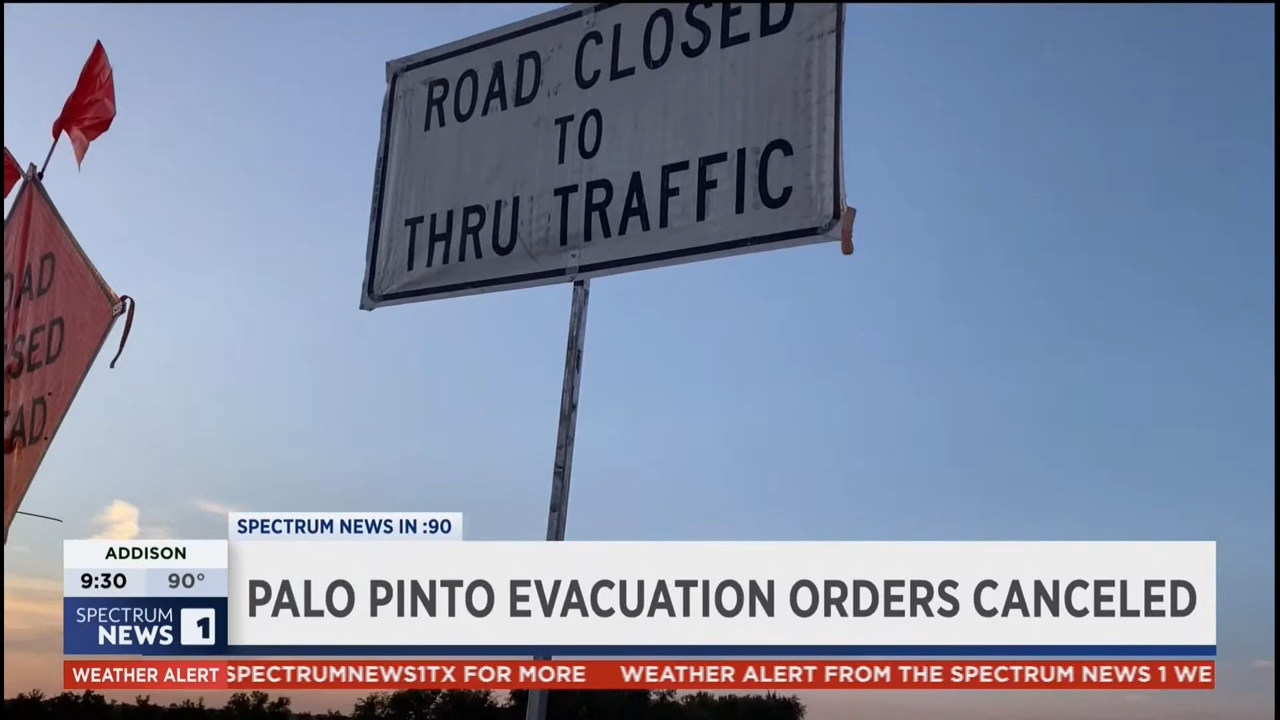 ROAD CLOSED
TO
THRU TRAFFIC
SPECTRUM NEWS IN :90
ADDISON
9:30 90°
SPECTRUM
NEWS 1
PALO PINTO EVACUATION ORDERS CANCELED
WEATHER ALERT SPECTRUMNEWS1TX FOR MORE WEATHER ALERT FROM THE SPECTRUM NEWS 1 WE